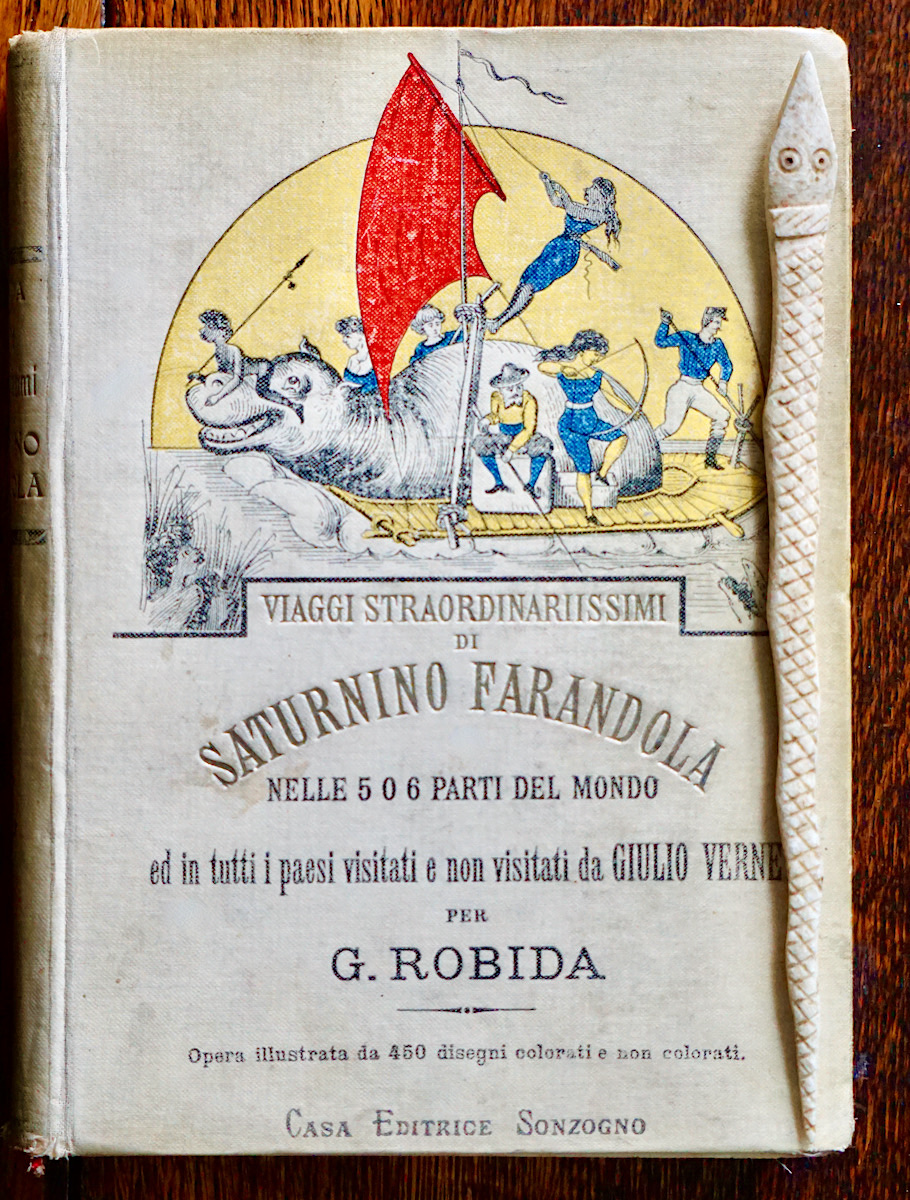 VIAGGI STRAORDINARIISSIMI
DI
SATURNINO FARANDOLA
NELLE 5 O 6 PARTI DEL MONDO
ed in tutti i paesi visitati e non visitati da GIULIO VERNE
PER
G. ROBIDA
Opera illustrata da 450 disegni colorati e non colorati.
CASA EDITRICE SONZOGNO